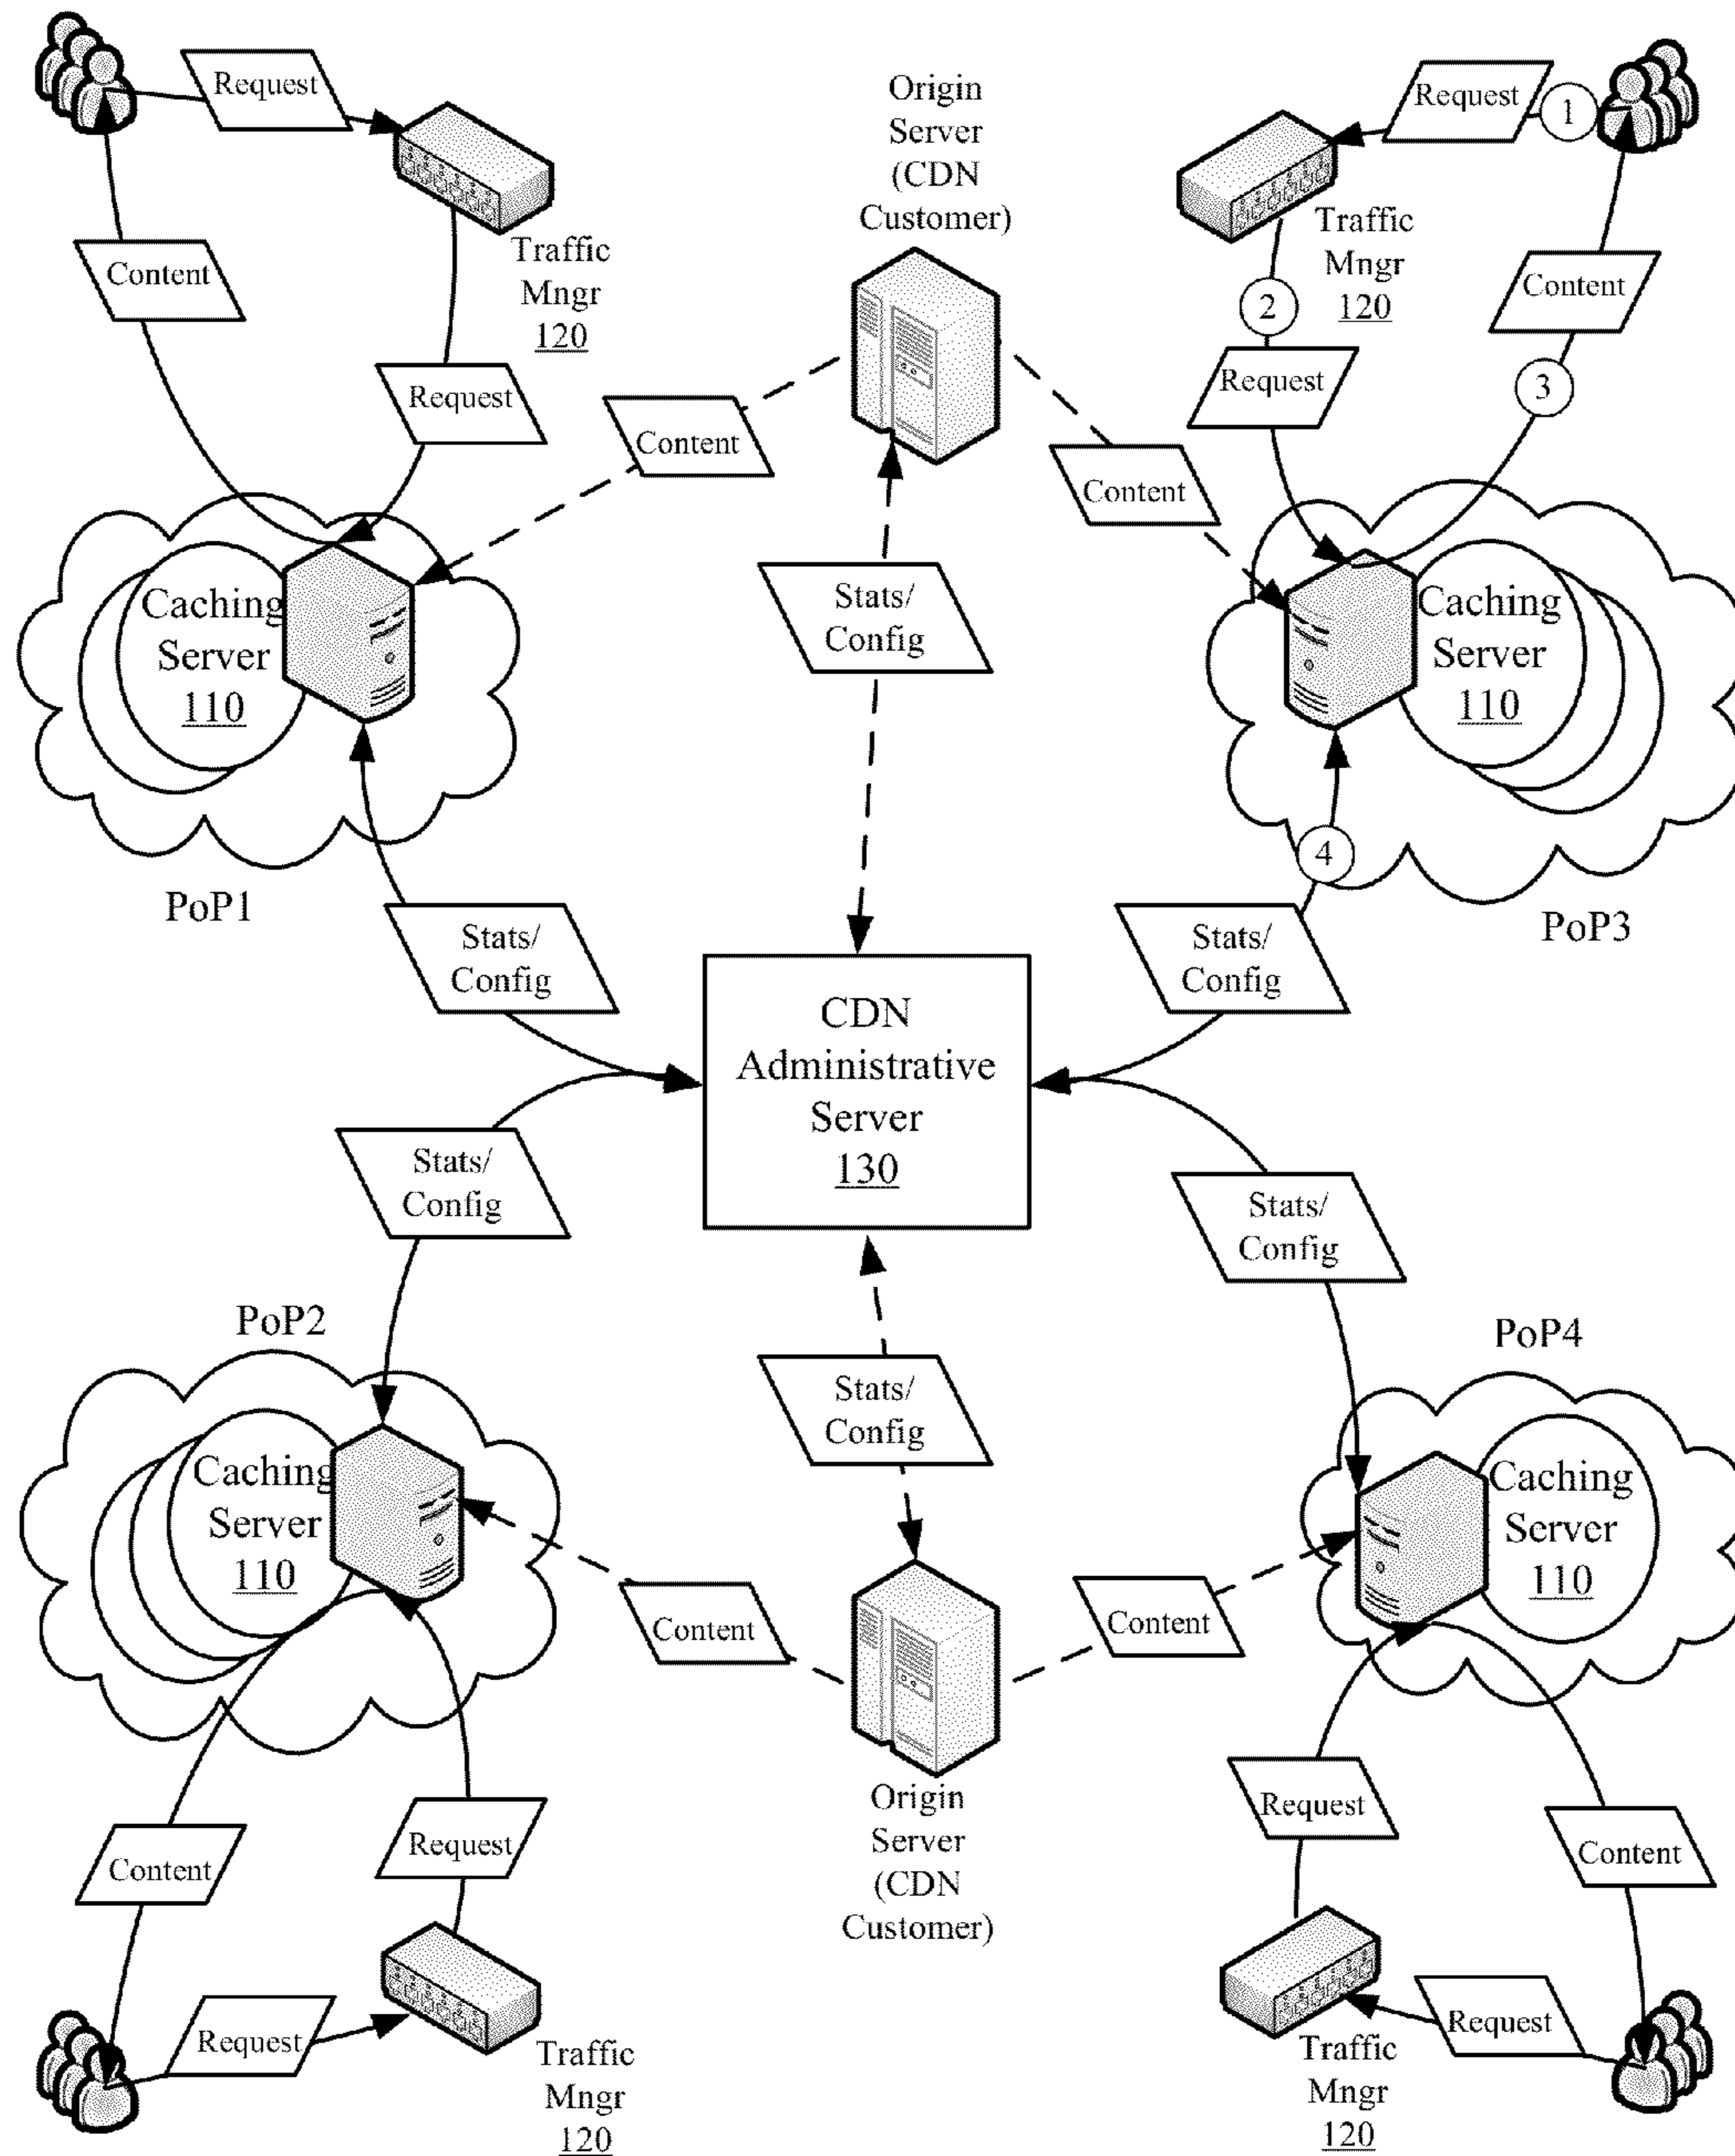 Request
Origin
Server
(CDN
Customer)
Request
1
Traffic
Mngr
120
Traffic
Mngr
120
Content
Content
2
Request
3
Request
Content
Content
Caching
Server
110
Stats/
Config
Caching
Server
110
4
PoP1
PoP3
Stats/
Config
Stats/
Config
CDN
Administrative
Server
130
Stats/
Config
Stats/
Config
PoP2
PoP4
Stats/
Config
Caching
Server
110
Caching
Server
110
Content
Content
Origin
Server
(CDN
Customer)
Request
Request
Content
Content
Request
Request
Traffic
Mngr
120
Traffic
Mngr
120